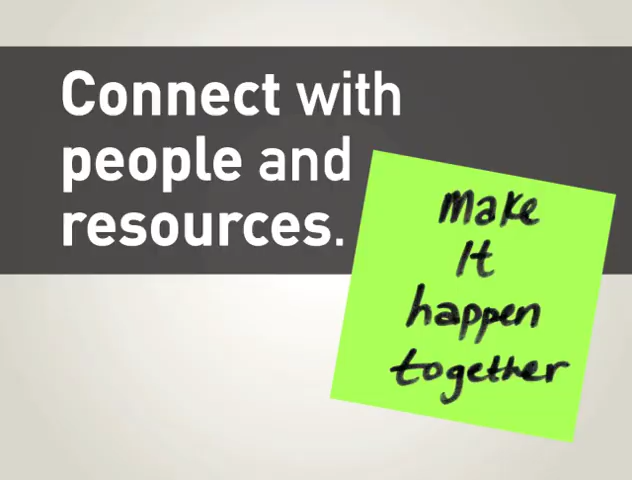 Connect with
people and
resources.
make
It
happen
together